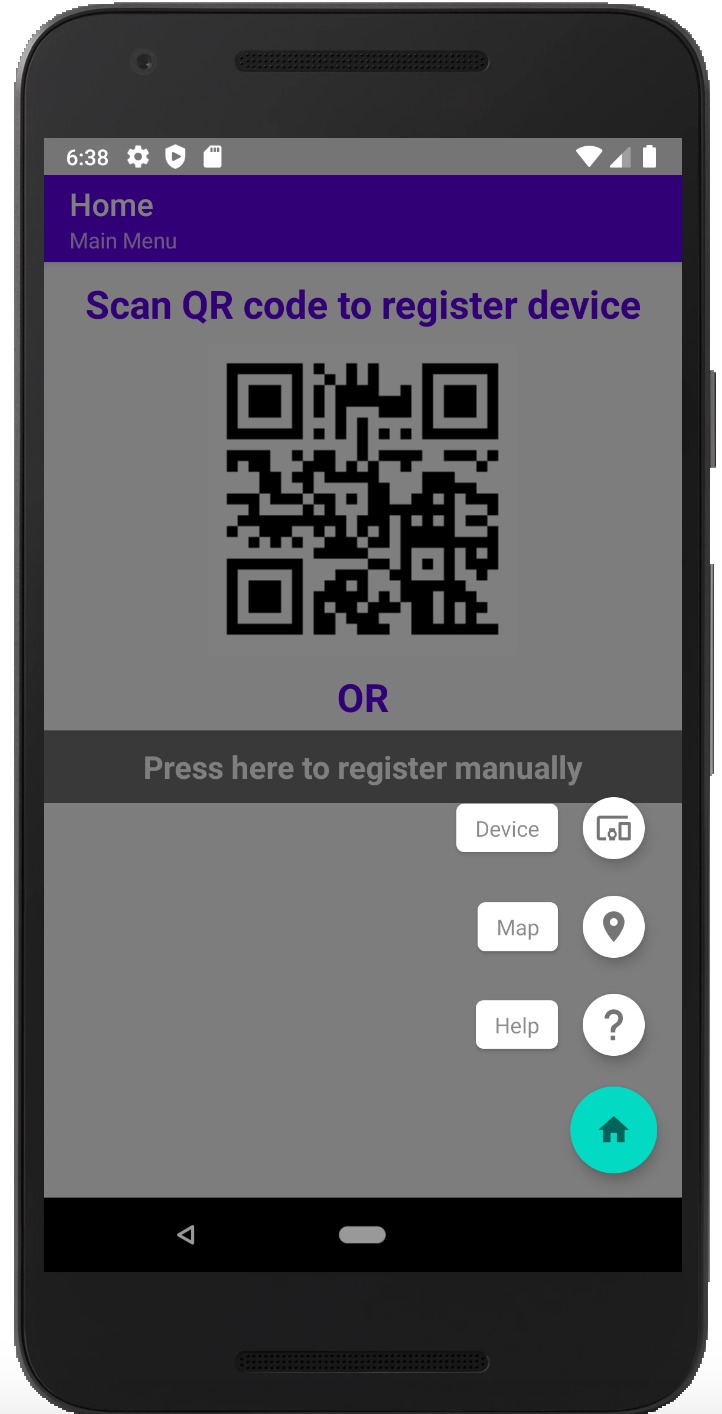 6:38
Home
Main Menu
Scan QR code to register device
OR
Press here to register manually
Device
Map
Help